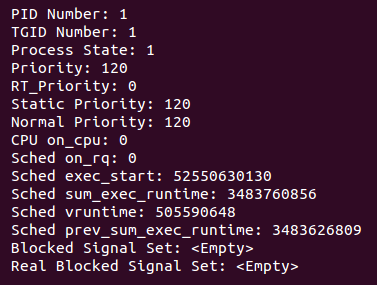 PID Number: 1
TGID Number: 1
Process State: 1
Priority: 120
RT_Priority: 0
Static Priority: 120
Normal Priority: 120
CPU on_cpu: 0
Sched on_rq: 0
Sched exec_start: 52550630130
Sched sum_exec_runtime: 3483760856
Sched vruntime: 505590648
Sched prev_sum_exec_runtime: 3483626809
Blocked Signal Set: <Empty>
Real Blocked Signal Set: <Empty>